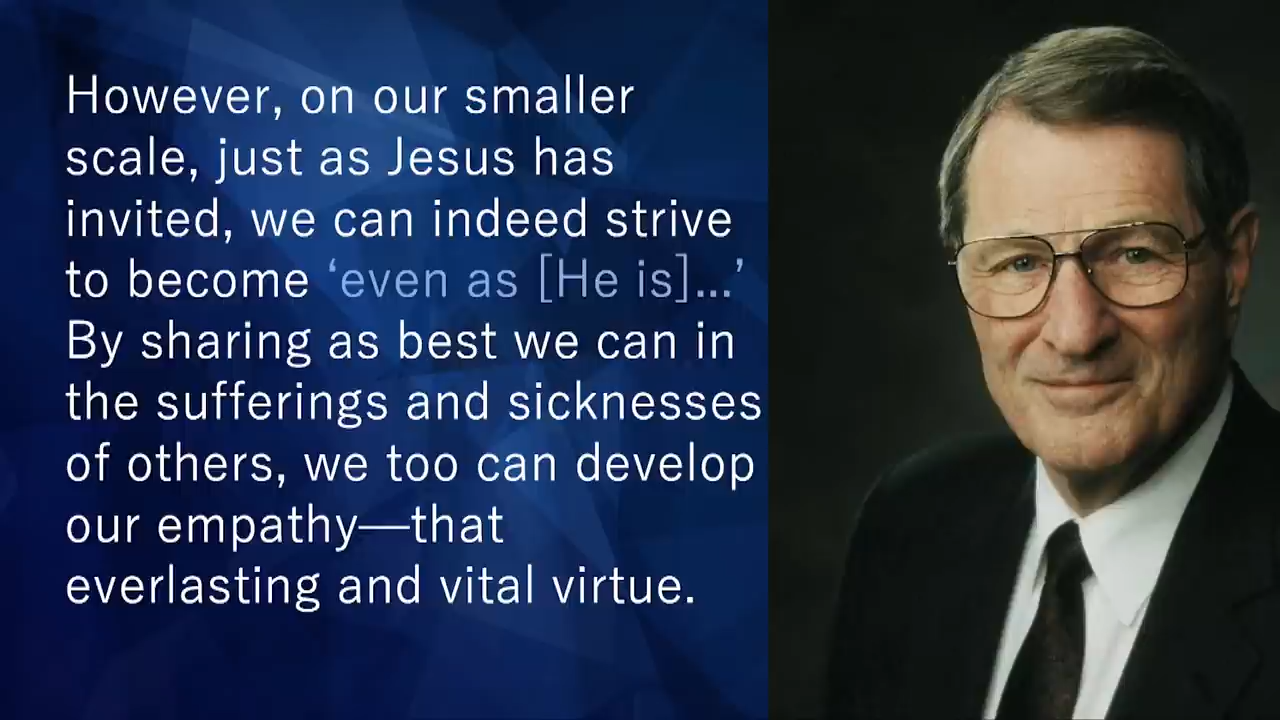 However, on our smaller
scale, just as Jesus has
invited, we can indeed strive
to become ‘even as [He is]...’
By sharing as best we can in
the sufferings and sicknesses
of others, we too can develop
our empathy—that
everlasting and vital virtue.